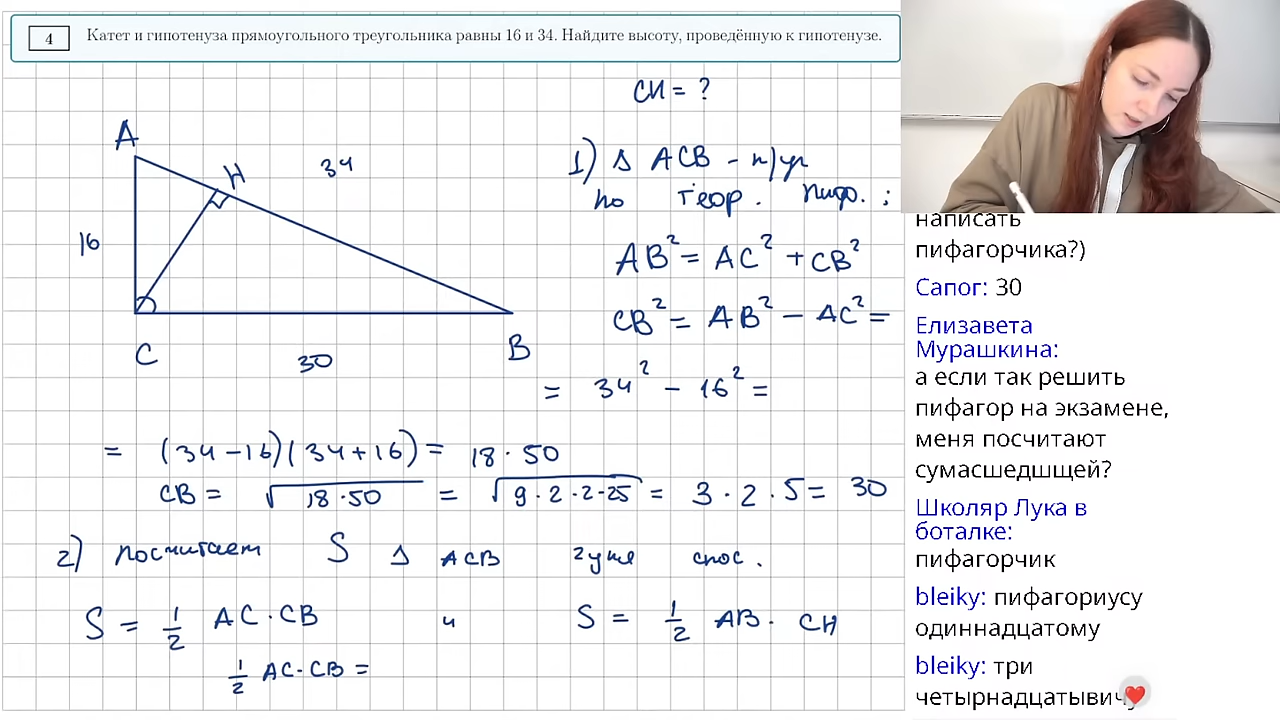 4 Катет и гипотенуза прямоугольного треугольника равны 16 и 34. Найдите высоту, проведённую к гипотенузе.
CH = ?
A
H
34
16
C
30
B
1) Δ ACB - п/уг
по теор. Пиф. :
AB² = AC² + CB²
CB² = AB² − AC² =
= 34² − 16² =
= (34−16)(34+16) = 18·50
CB = √18·50 = √9·2·2·25 = 3·2·5 = 30
2) посчитаем S Δ ACB 2умя спос.
S = 1/2 AC·CB и S = 1/2 AB·CH
1/2 AC·CB =
написать
пифагорчика?)
Сапог: 30
Елизавета
Мурашкина:
а если так решить
пифагор на экзамене,
меня посчитают
сумасшедшщей?
Школяр Лука в
боталке:
пифагорчик
bleiky: пифагориусу
одиннадцатому
bleiky: три